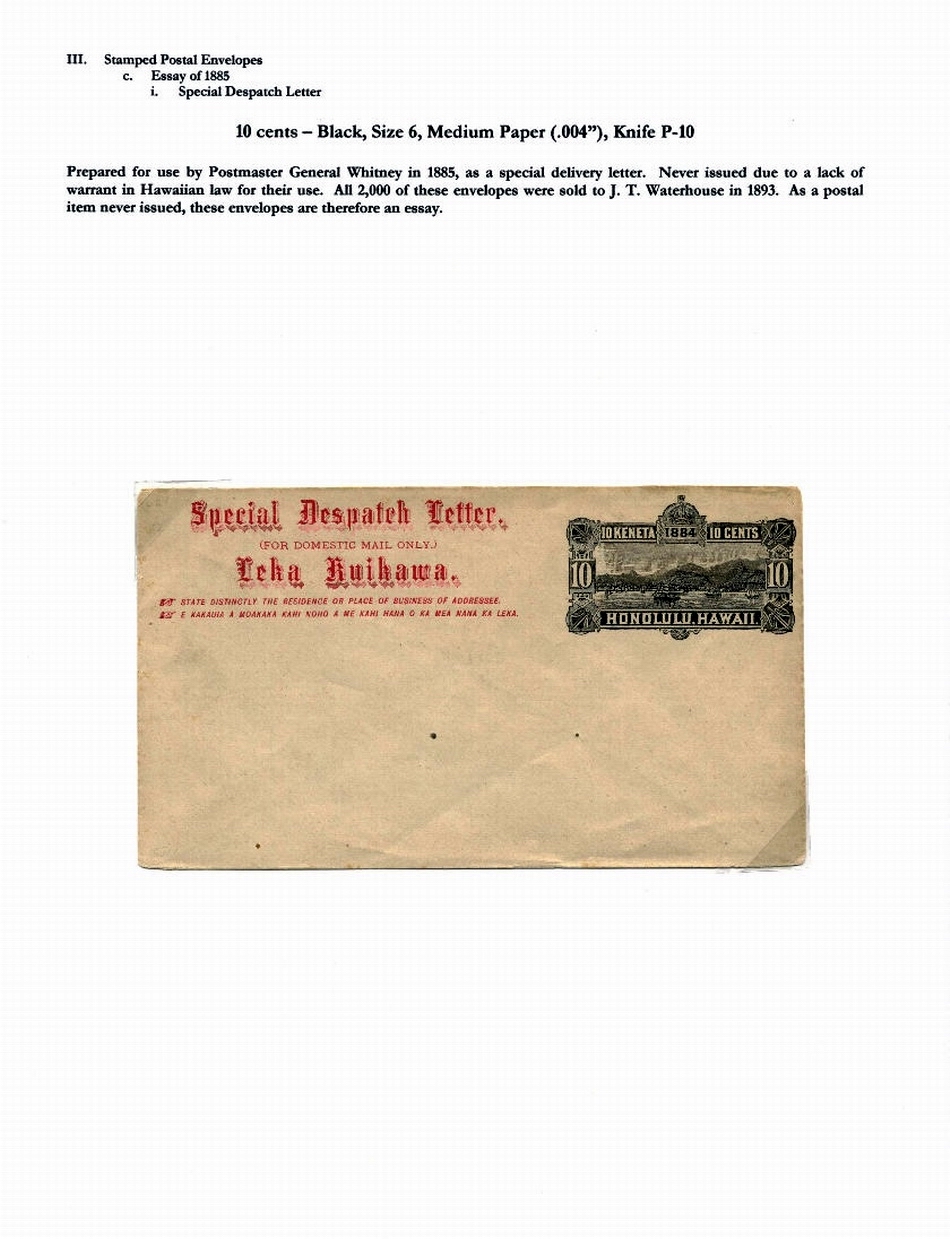 III. Stamped Postal Envelopes
c. Essay of 1885
i. Special Despatch Letter
10 cents – Black, Size 6, Medium Paper (.004”), Knife P-10
Prepared for use by Postmaster General Whitney in 1885, as a special delivery letter. Never issued due to a lack of
warrant in Hawaiian law for their use. All 2,000 of these envelopes were sold to J. T. Waterhouse in 1893. As a postal
item never issued, these envelopes are therefore an essay.
Special Despatch Letter.
(FOR DOMESTIC MAIL ONLY.)
Leka Kuikawa.
STATE DISTINCTLY THE RESIDENCE OR PLACE OF BUSINESS OF ADDRESSEE.
E KAKAUIA A MOAKAKA KAHI NOHO A ME KAHI HANA O KA MEA NANA KA LEKA.
10 KENETA 1884 10 CENTS
10 10
HONOLULU, HAWAII.